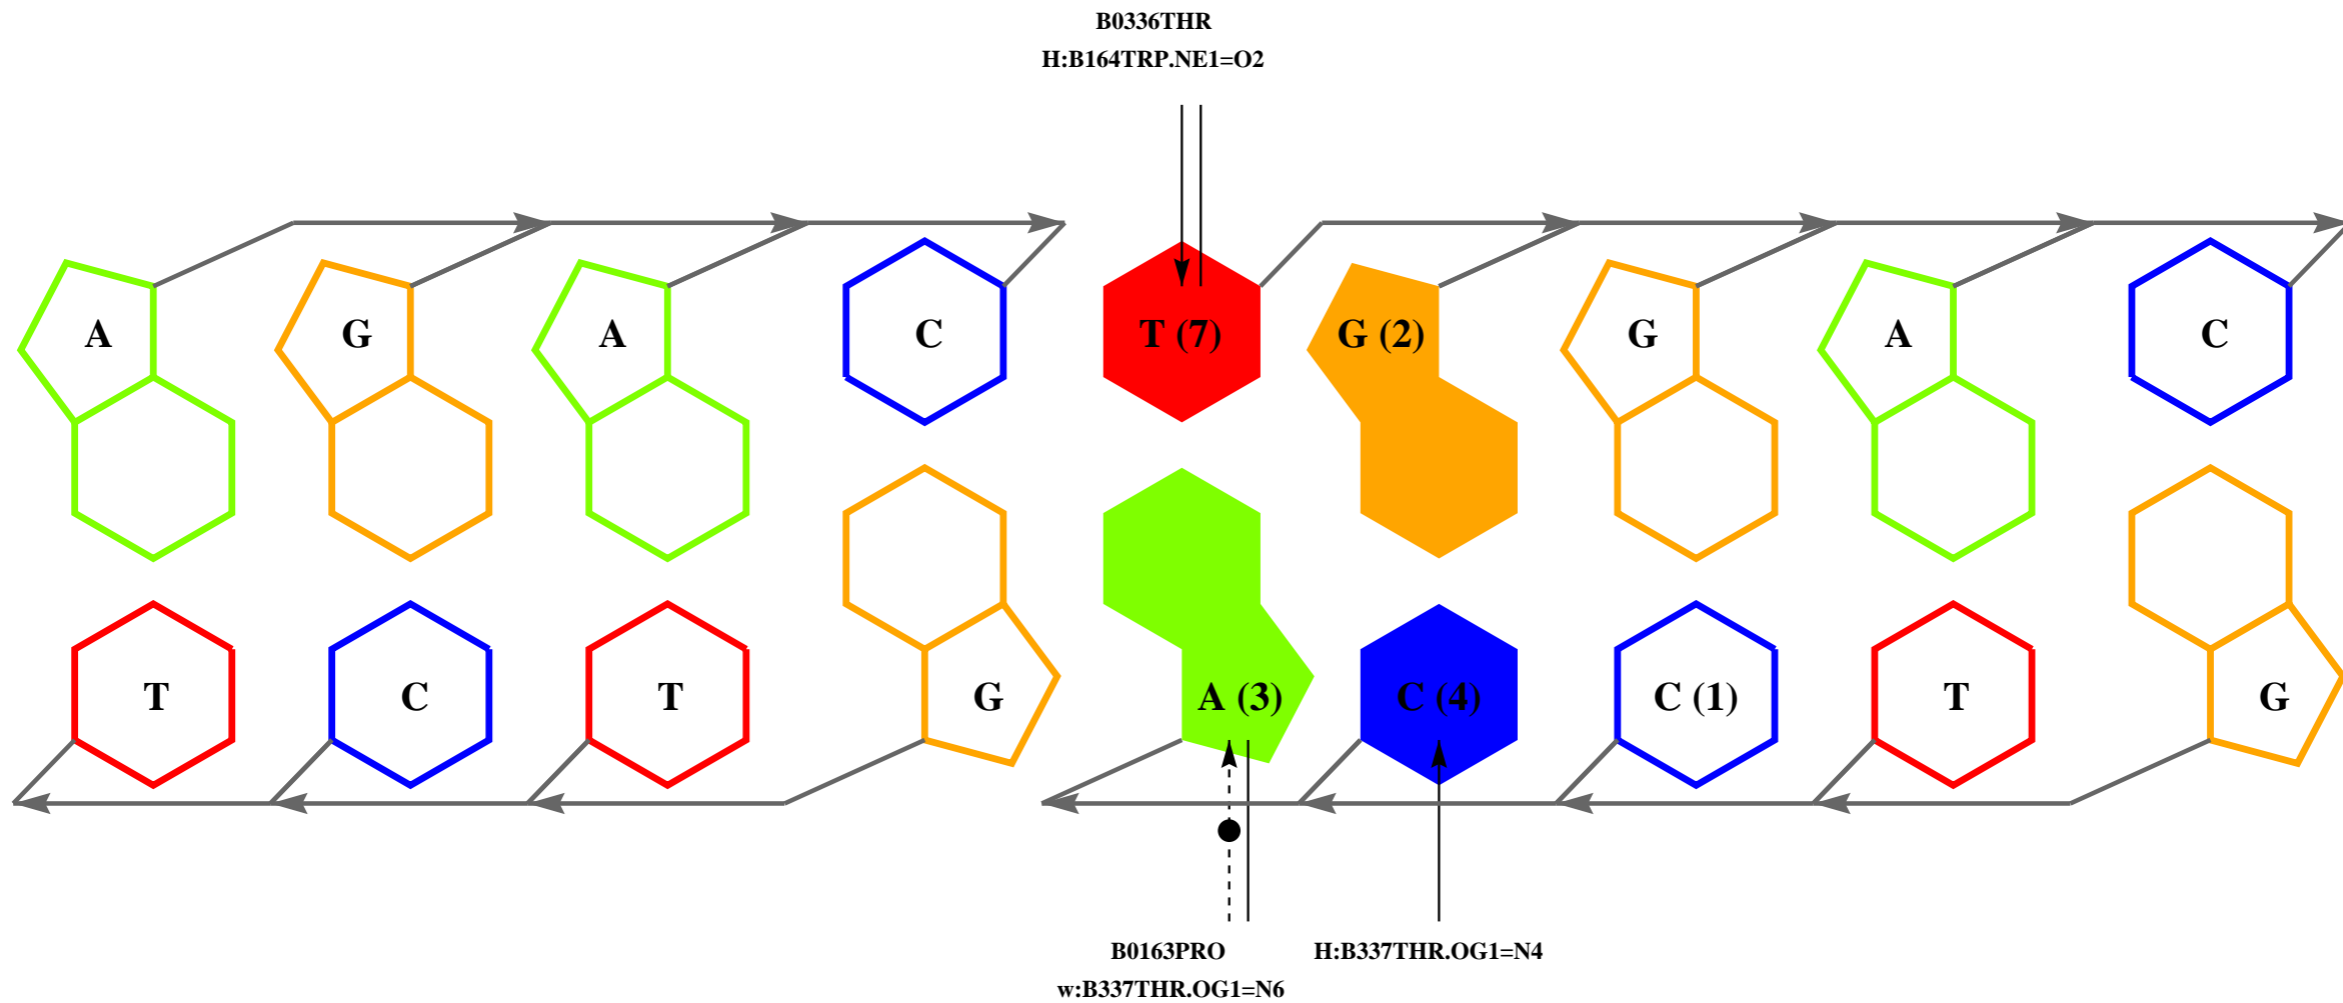 B0336THR
H:B164TRP.NE1=O2
A G A C T (7) G (2) G A C
T C T G A (3) C (4) C (1) T G
B0163PRO H:B337THR.OG1=N4
w:B337THR.OG1=N6